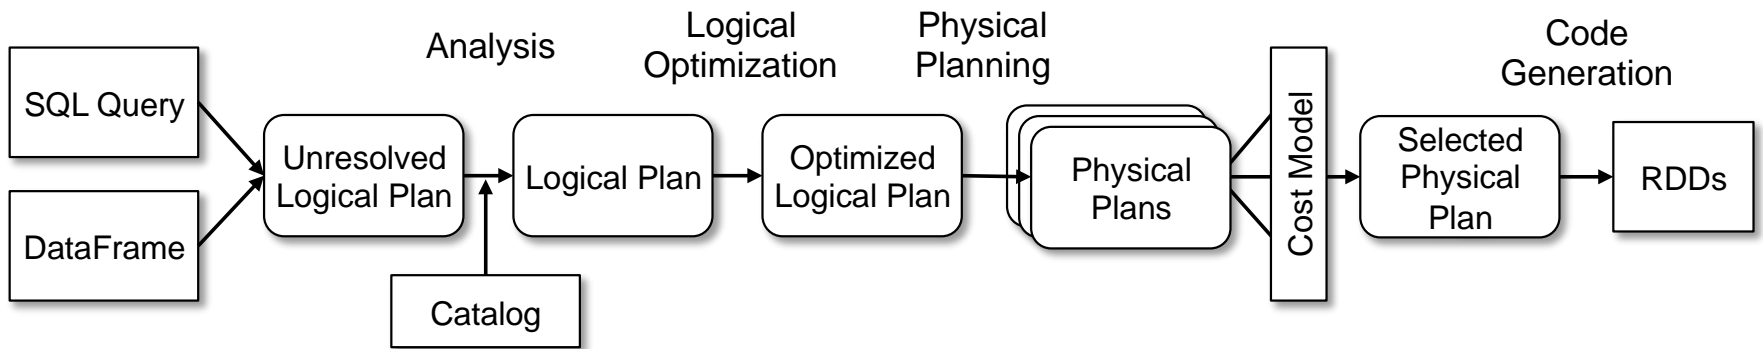 Analysis
Logical
Optimization
Physical
Planning
Code
Generation
SQL Query
DataFrame
Unresolved
Logical Plan
Catalog
Logical Plan
Optimized
Logical Plan
Physical
Plans
Cost Model
Selected
Physical
Plan
RDDs